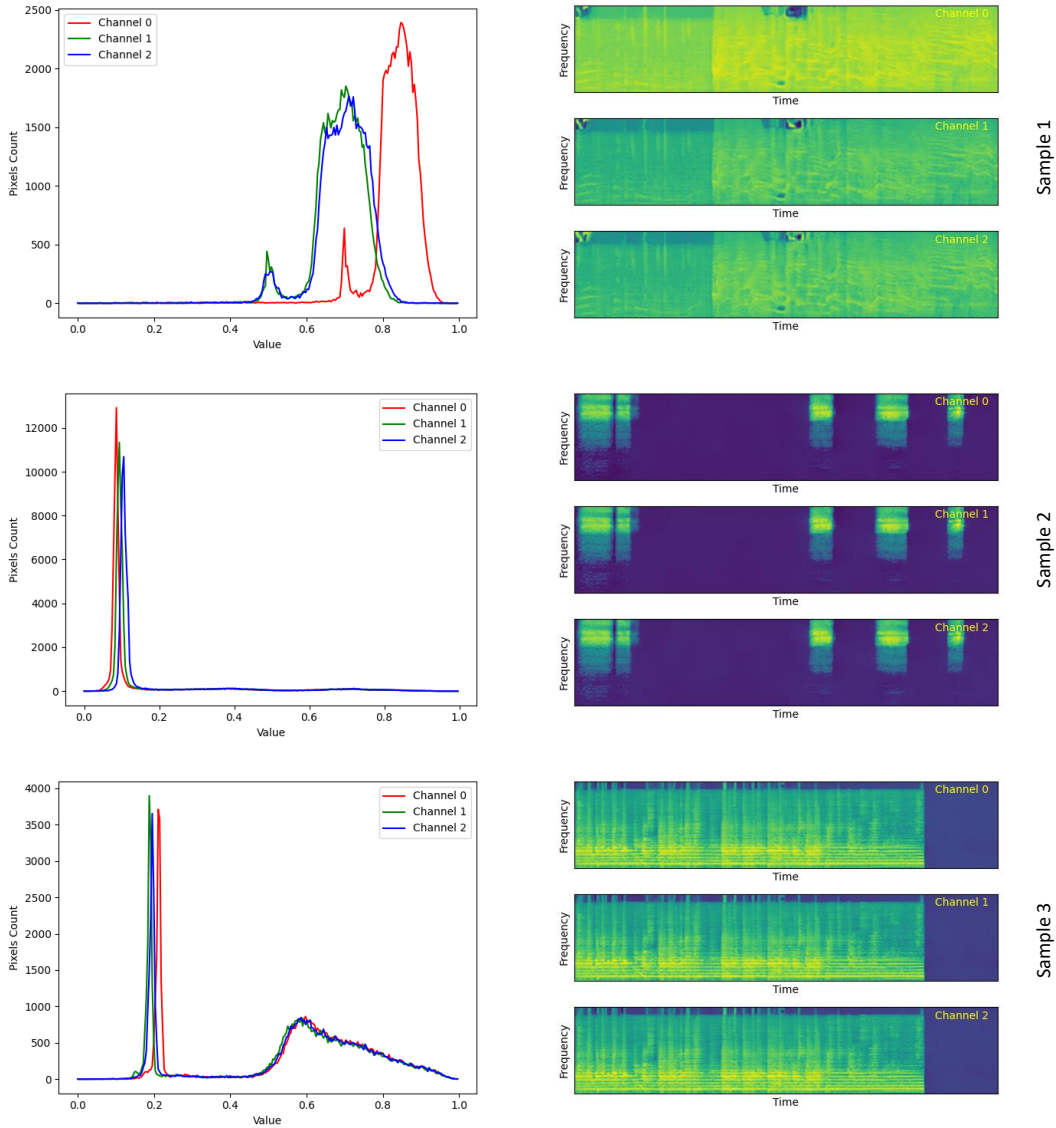 Channel 0
Channel 1
Channel 2
2500
2000
1500
1000
500
0
Pixels Count
0.0 0.2 0.4 0.6 0.8 1.0
Value
Channel 0
Frequency
Time
Channel 1
Frequency
Time
Channel 2
Frequency
Time
Sample 1
Channel 0
Channel 1
Channel 2
12000
10000
8000
6000
4000
2000
0
Pixels Count
0.0 0.2 0.4 0.6 0.8 1.0
Value
Channel 0
Frequency
Time
Channel 1
Frequency
Time
Channel 2
Frequency
Time
Sample 2
Channel 0
Channel 1
Channel 2
4000
3500
3000
2500
2000
1500
1000
500
0
Pixels Count
0.0 0.2 0.4 0.6 0.8 1.0
Value
Channel 0
Frequency
Time
Channel 1
Frequency
Time
Channel 2
Frequency
Time
Sample 3